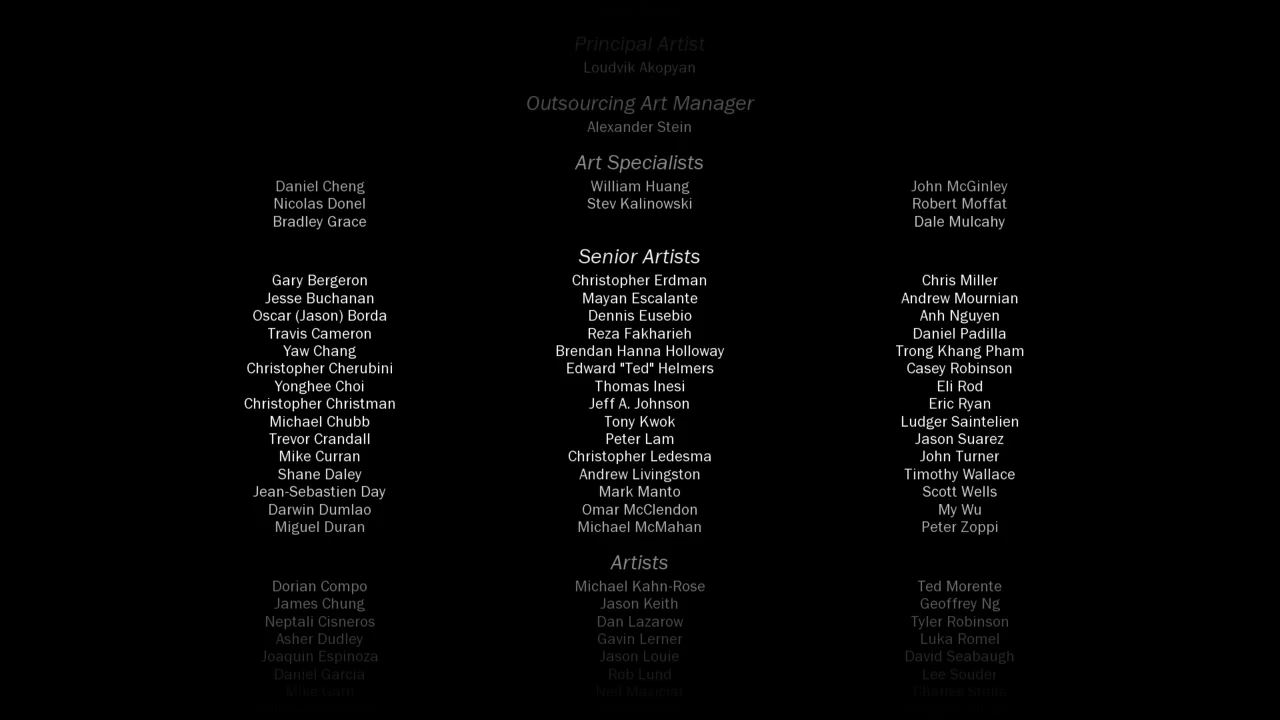 Principal Artist
Loudvik Akopyan
Outsourcing Art Manager
Alexander Stein
Art Specialists
Daniel Cheng William Huang John McGinley
Nicolas Donel Stev Kalinowski Robert Moffat
Bradley Grace Dale Mulcahy
Senior Artists
Gary Bergeron Christopher Erdman Chris Miller
Jesse Buchanan Mayan Escalante Andrew Mournian
Oscar (Jason) Borda Dennis Eusebio Anh Nguyen
Travis Cameron Reza Fakharieh Daniel Padilla
Yaw Chang Brendan Hanna Holloway Trong Khang Pham
Christopher Cherubini Edward "Ted" Helmers Casey Robinson
Yonghee Choi Thomas Inesi Eli Rod
Christopher Christman Jeff A. Johnson Eric Ryan
Michael Chubb Tony Kwok Ludger Saintelien
Trevor Crandall Peter Lam Jason Suarez
Mike Curran Christopher Ledesma John Turner
Shane Daley Andrew Livingston Timothy Wallace
Jean-Sebastien Day Mark Manto Scott Wells
Darwin Dumlao Omar McClendon My Wu
Miguel Duran Michael McMahan Peter Zoppi
Artists
Dorian Compo Michael Kahn-Rose Ted Morente
James Chung Jason Keith Geoffrey Ng
Neptali Cisneros Dan Lazarow Tyler Robinson
Asher Dudley Gavin Lerner Luka Romel
Joaquin Espinoza Jason Louie David Seabaugh
Daniel Garcia Rob Lund Lee Souder
Mike Neil Charles